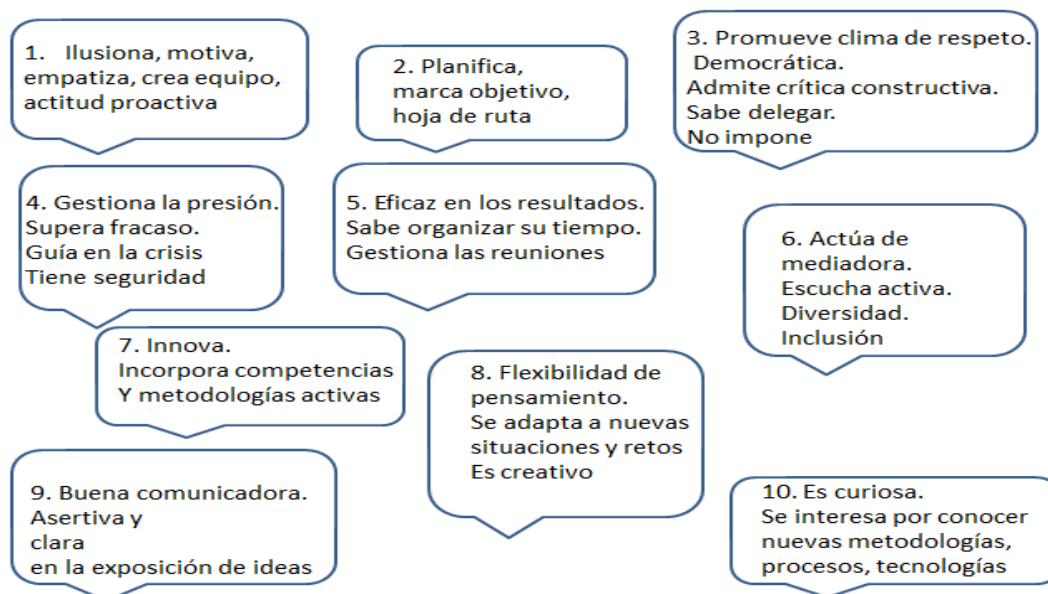 1. Ilusiona, motiva,
empatiza, crea equipo,
actitud proactiva
2. Planifica,
marca objetivo,
hoja de ruta
3. Promueve clima de respeto.
Democrática.
Admite crítica constructiva.
Sabe delegar.
No impone
4. Gestiona la presión.
Supera fracaso.
Guía en la crisis
Tiene seguridad
5. Eficaz en los resultados.
Sabe organizar su tiempo.
Gestiona las reuniones
6. Actúa de
mediadora.
Escucha activa.
Diversidad.
Inclusión
7. Innova.
Incorpora competencias
Y metodologías activas
8. Flexibilidad de
pensamiento.
Se adapta a nuevas
situaciones y retos
Es creativo
9. Buena comunicadora.
Asertiva y
clara
en la exposición de ideas
10. Es curiosa.
Se interesa por conocer
nuevas metodologías,
procesos, tecnologías